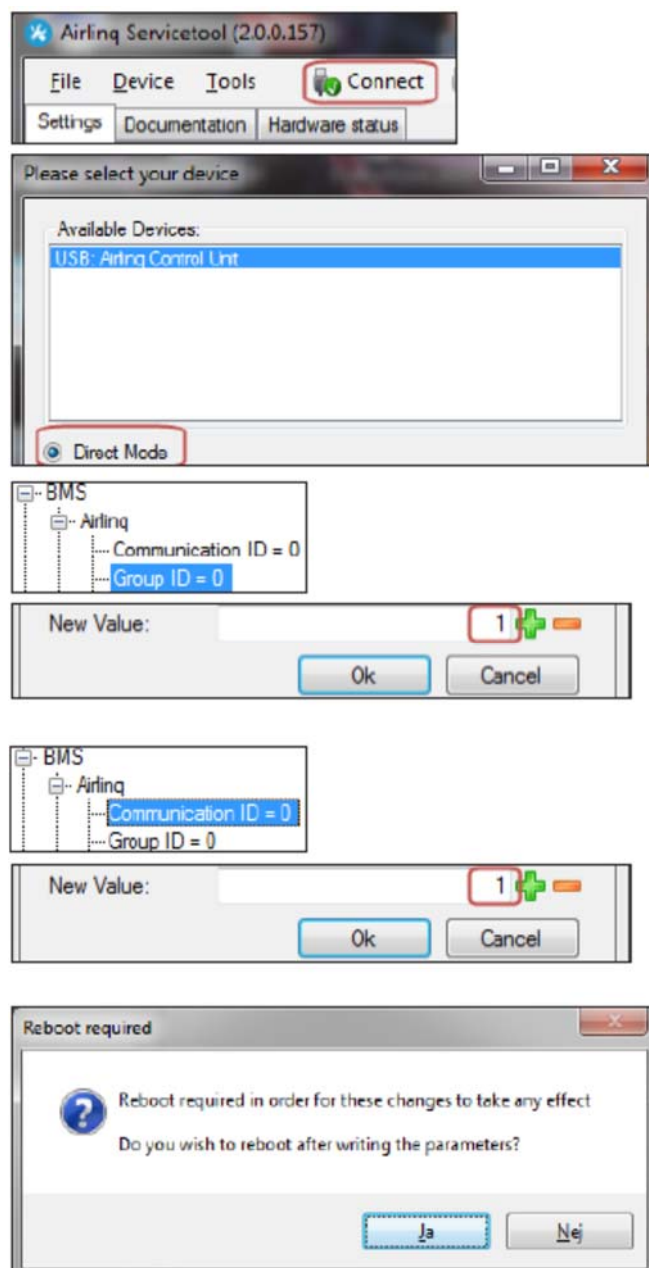 Airlinq Servicetool (2.0.0.157)
File Device Tools Connect
Settings Documentation Hardware status
Please select your device
Available Devices:
USB: Airlinq Control Unit
Direct Mode
BMS
Airlinq
Communication ID = 0
Group ID = 0
New Value: 1
Ok Cancel
BMS
Airlinq
Communication ID = 0
Group ID = 0
New Value: 1
Ok Cancel
Reboot required
Reboot required in order for these changes to take any effect
Do you wish to reboot after writing the parameters?
Ja Nej